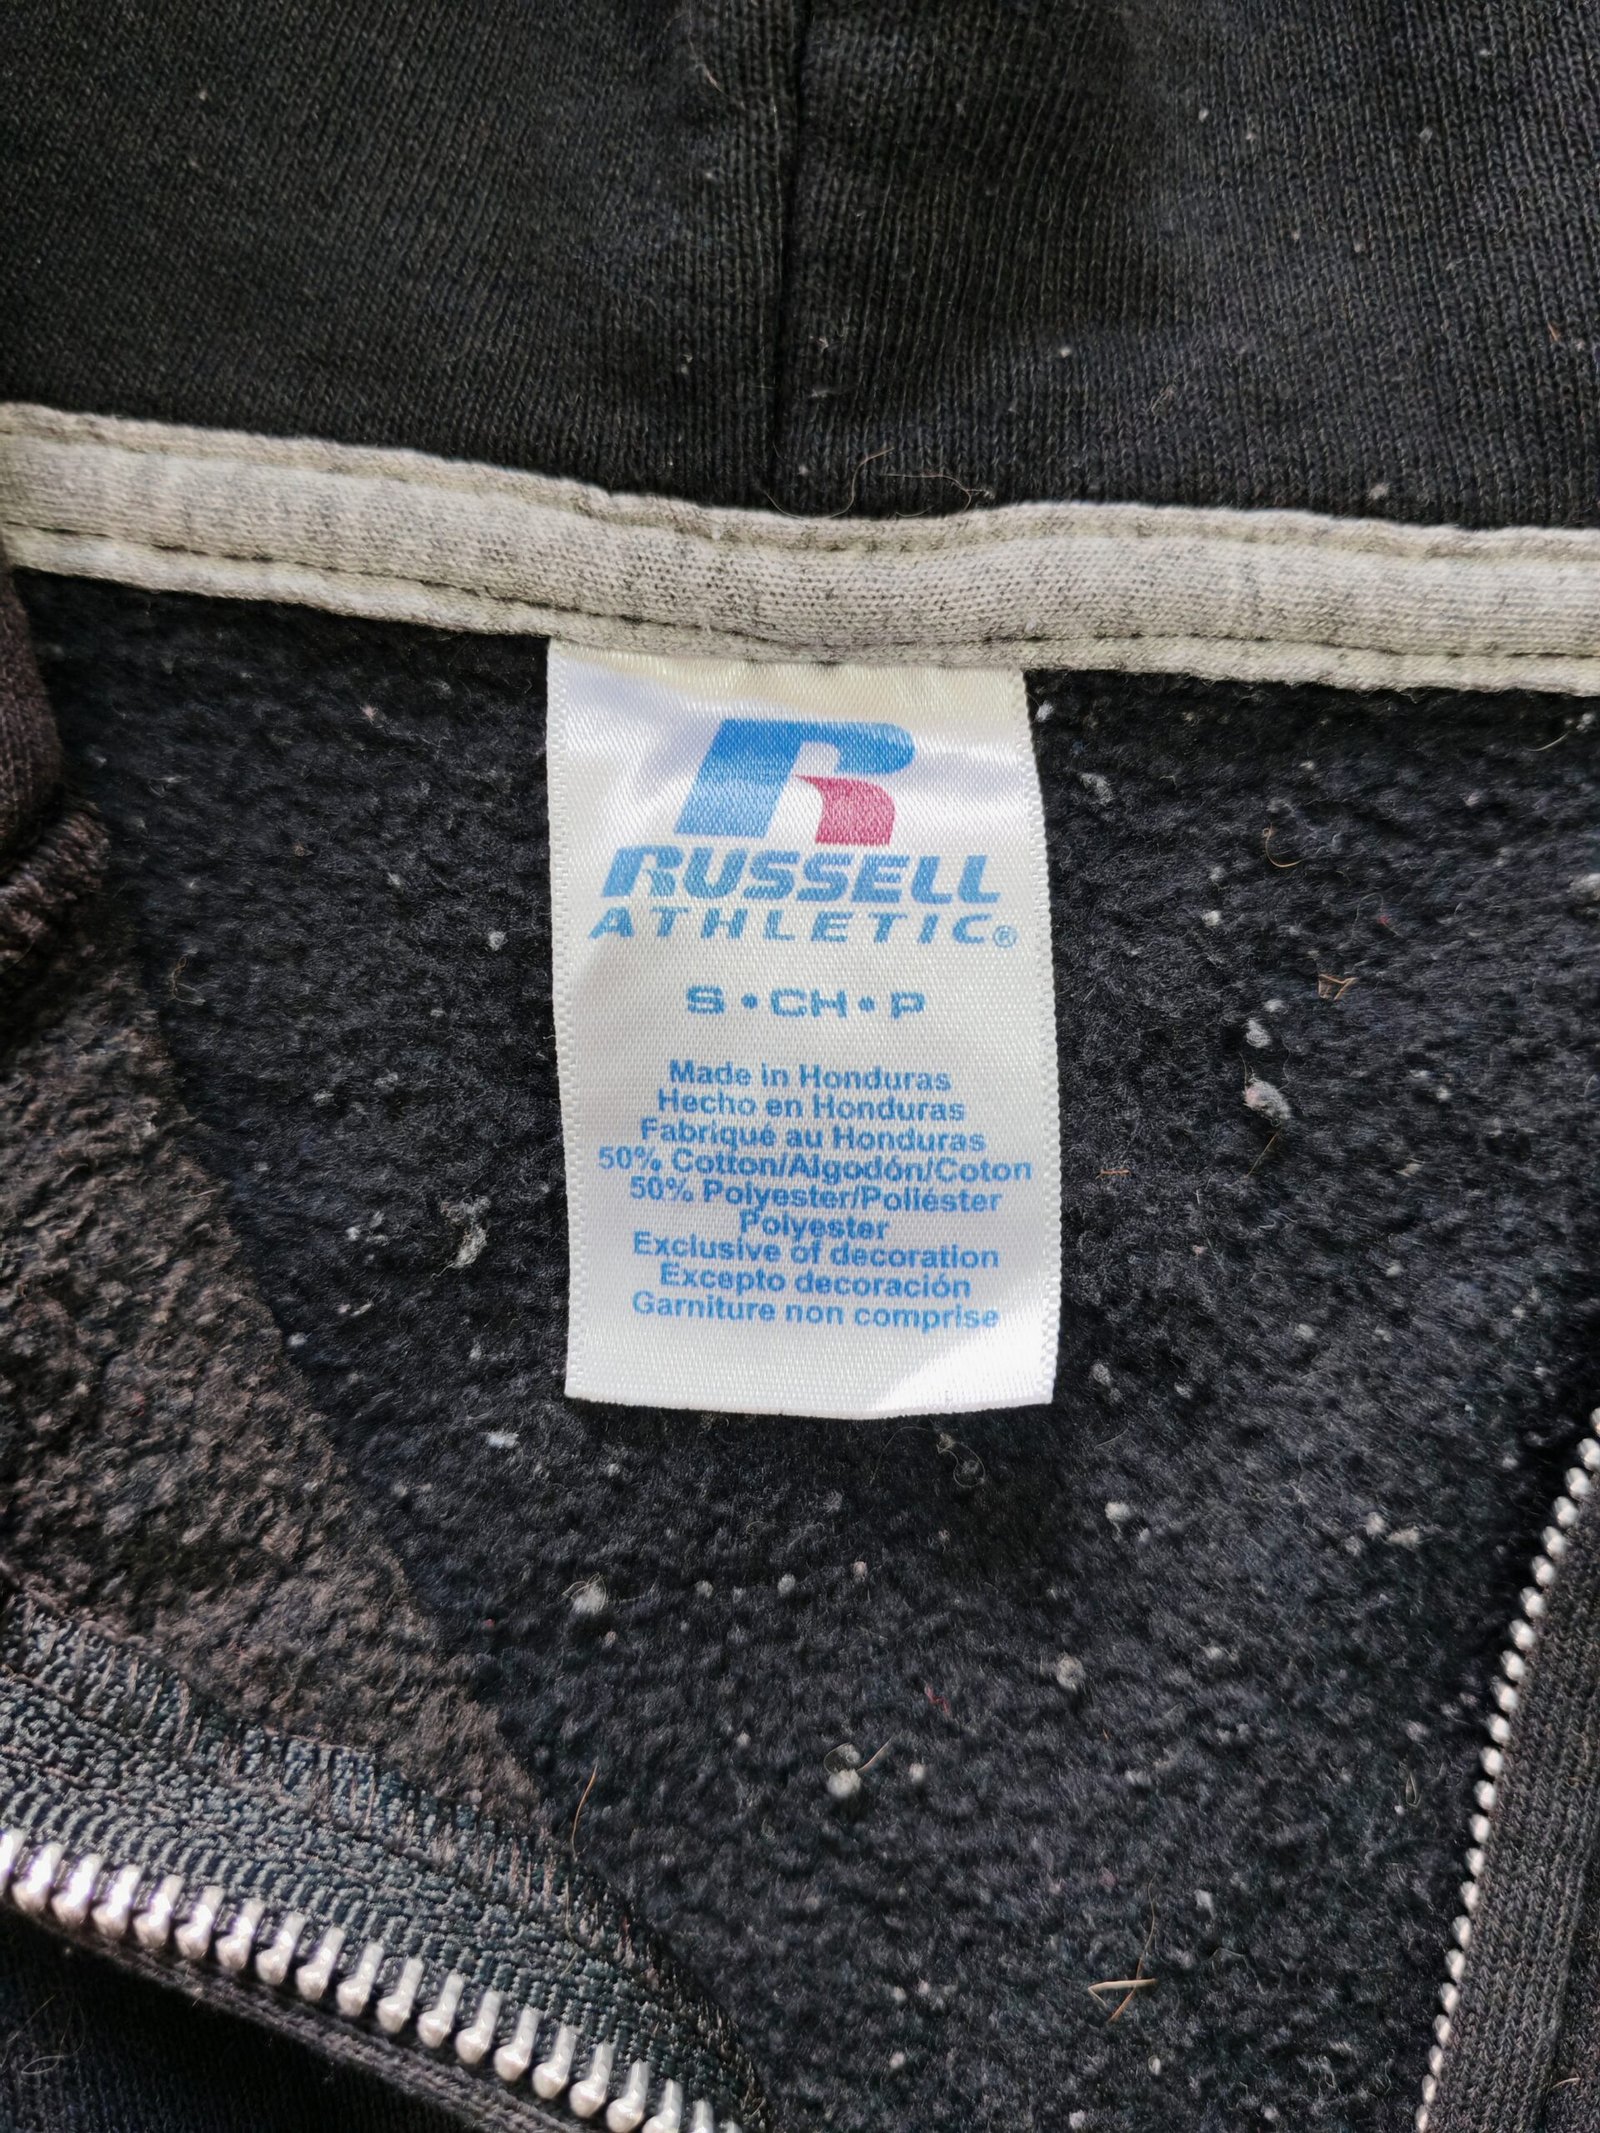 R
RUSSELL
ATHLETIC®
S • CH • P
Made in Honduras
Hecho en Honduras
Fabriqué au Honduras
50% Cotton/Algodón/Coton
50% Polyester/Poliéster
Polyester
Exclusive of decoration
Excepto decoración
Garniture non comprise